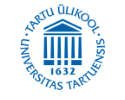 TARTU ÜLIKOOL
1632
UNIVERSITAS TARTUENSIS